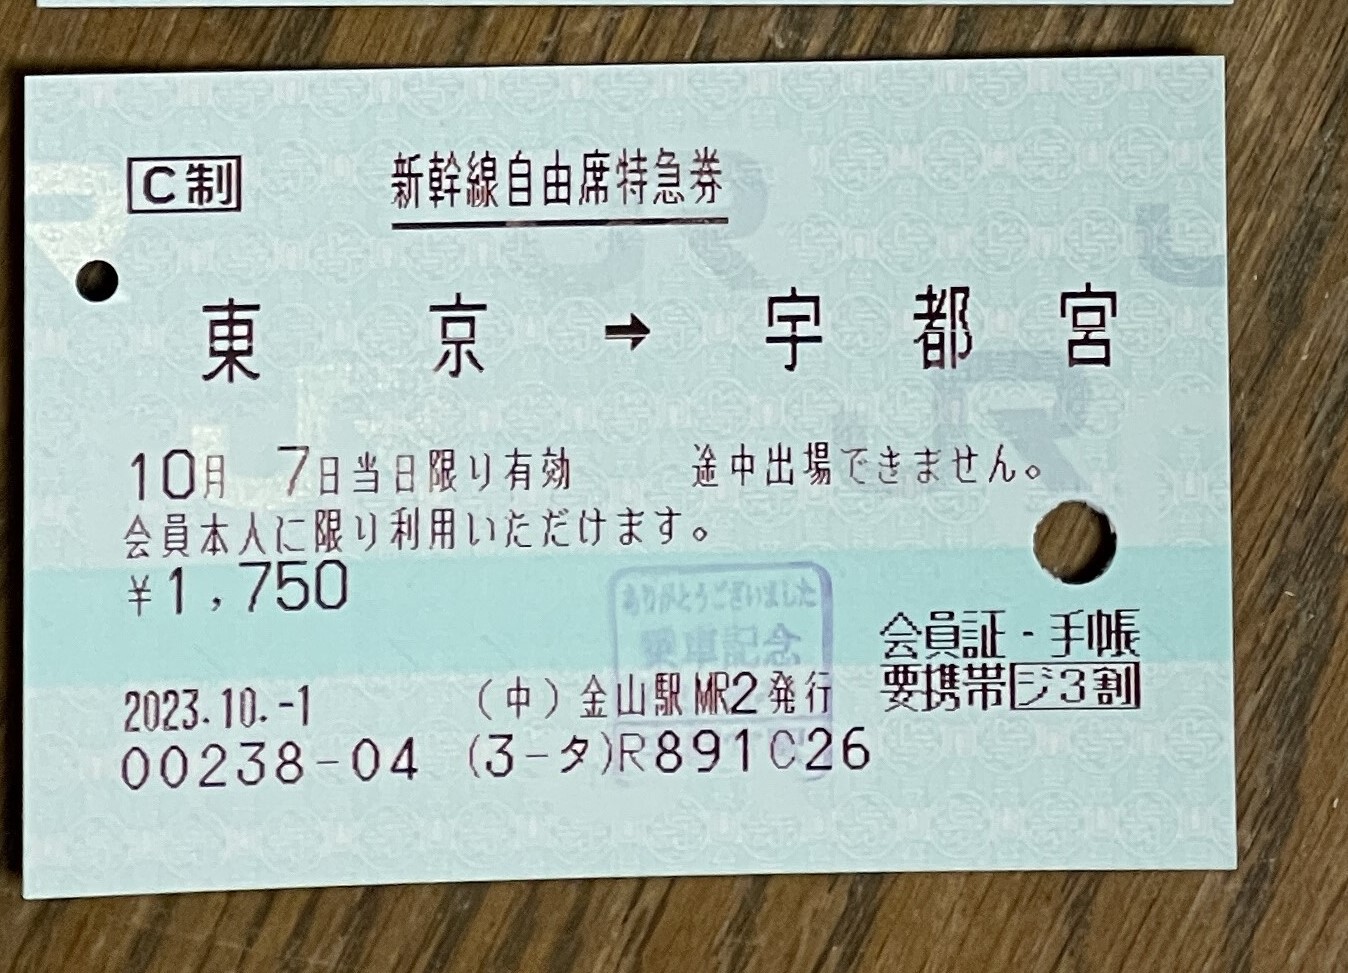 C制 新幹線自由席特急券
東京→宇都宮
10月 7日当日限り有効 途中出場できません。
会員本人に限り利用いただけます。
¥1,750
ありがとうございました
乗車記念
会員証・手帳
要携帯ジ3割
2023.10.-1 (中)金山駅MR2発行
00238-04 (3-タ)R891C26